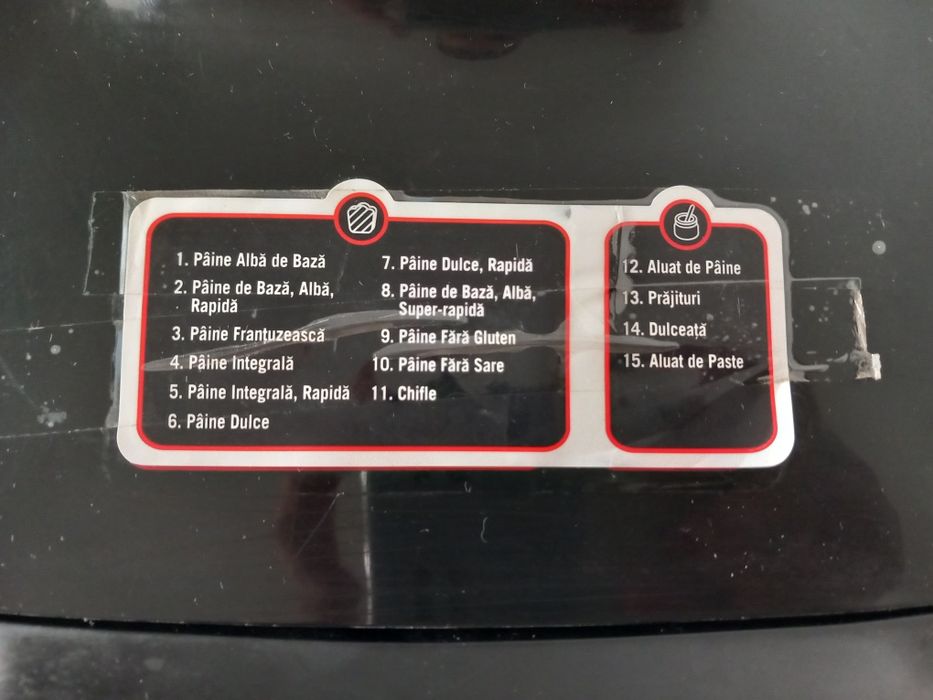 1. Pâine Albă de Bază
2. Pâine de Bază, Albă,
Rapidă
3. Pâine Franțuzească
4. Pâine Integrală
5. Pâine Integrală, Rapidă
6. Pâine Dulce
7. Pâine Dulce, Rapidă
8. Pâine de Bază, Albă,
Super-rapidă
9. Pâine Fără Gluten
10. Pâine Fără Sare
11. Chifle
12. Aluat de Pâine
13. Prăjituri
14. Dulceață
15. Aluat de Paste